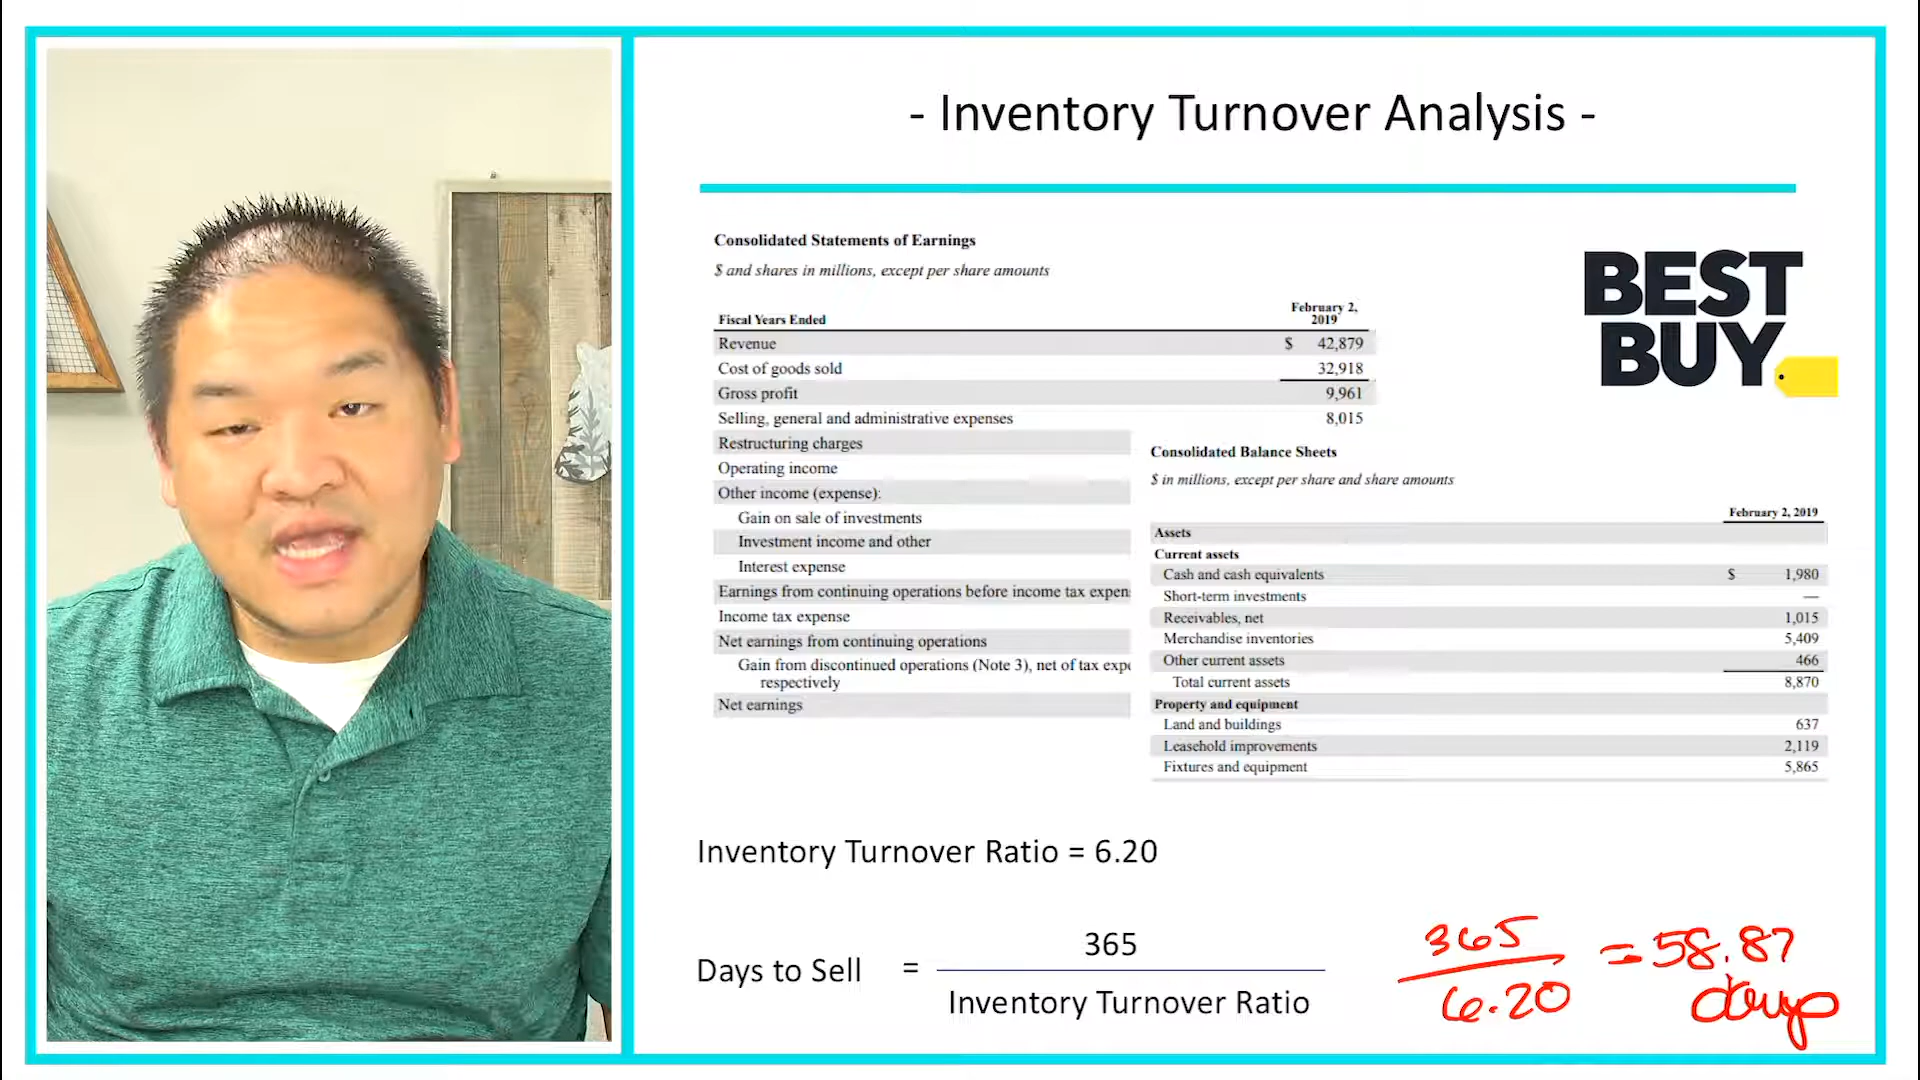 - Inventory Turnover Analysis -
Consolidated Statements of Earnings
$ and shares in millions, except per share amounts
Fiscal Years Ended February 2, 2019
Revenue $ 42,879
Cost of goods sold 32,918
Gross profit 9,961
Selling, general and administrative expenses 8,015
Restructuring charges
Operating income
Other income (expense):
Gain on sale of investments
Investment income and other
Interest expense
Earnings from continuing operations before income tax expen
Income tax expense
Net earnings from continuing operations
Gain from discontinued operations (Note 3), net of tax expe
respectively
Net earnings
BEST
BUY
Consolidated Balance Sheets
$ in millions, except per share and share amounts
February 2, 2019
Assets
Current assets
Cash and cash equivalents $ 1,980
Short-term investments —
Receivables, net 1,015
Merchandise inventories 5,409
Other current assets 466
Total current assets 8,870
Property and equipment
Land and buildings 637
Leasehold improvements 2,119
Fixtures and equipment 5,865
Inventory Turnover Ratio = 6.20
Days to Sell = 365
Inventory Turnover Ratio
365 = 58.87
6.20 days